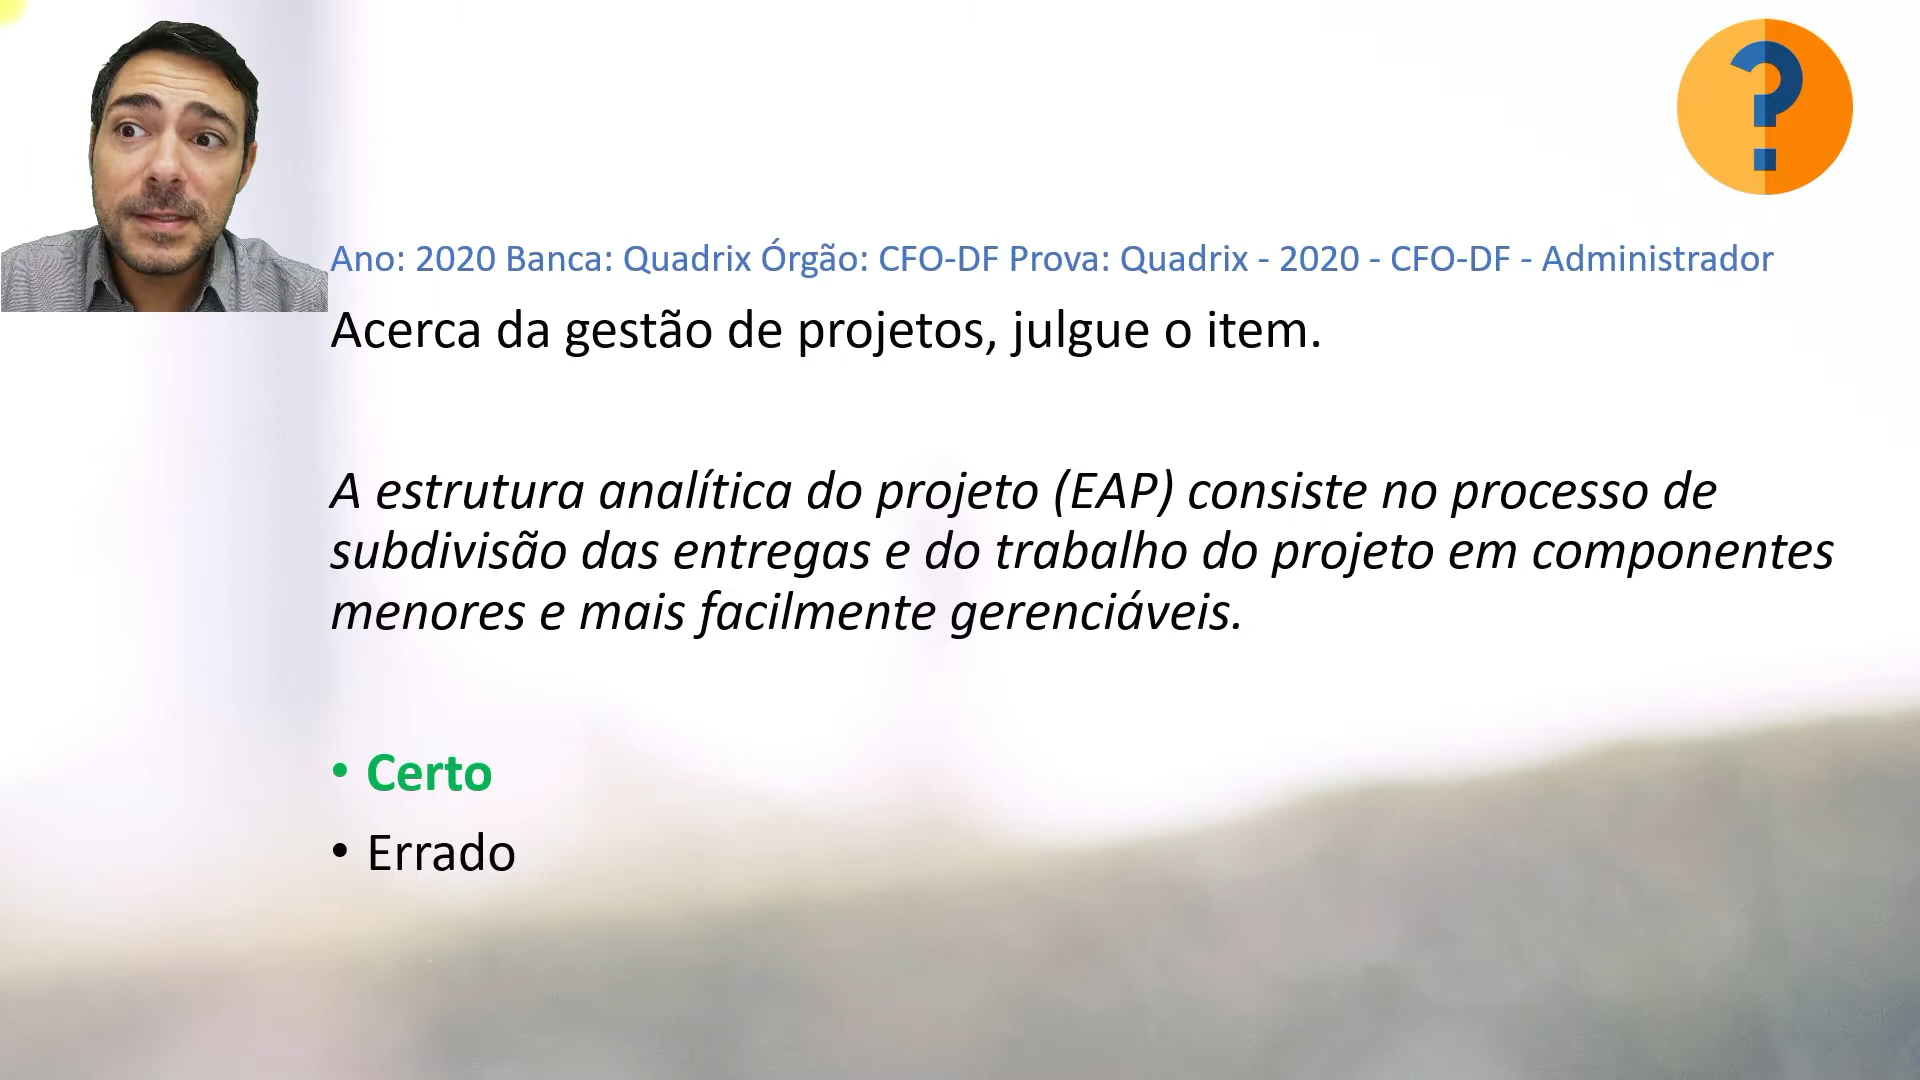 Ano: 2020 Banca: Quadrix Órgão: CFO-DF Prova: Quadrix - 2020 - CFO-DF - Administrador
Acerca da gestão de projetos, julgue o item.
A estrutura analítica do projeto (EAP) consiste no processo de
subdivisão das entregas e do trabalho do projeto em componentes
menores e mais facilmente gerenciáveis.
• Certo
• Errado